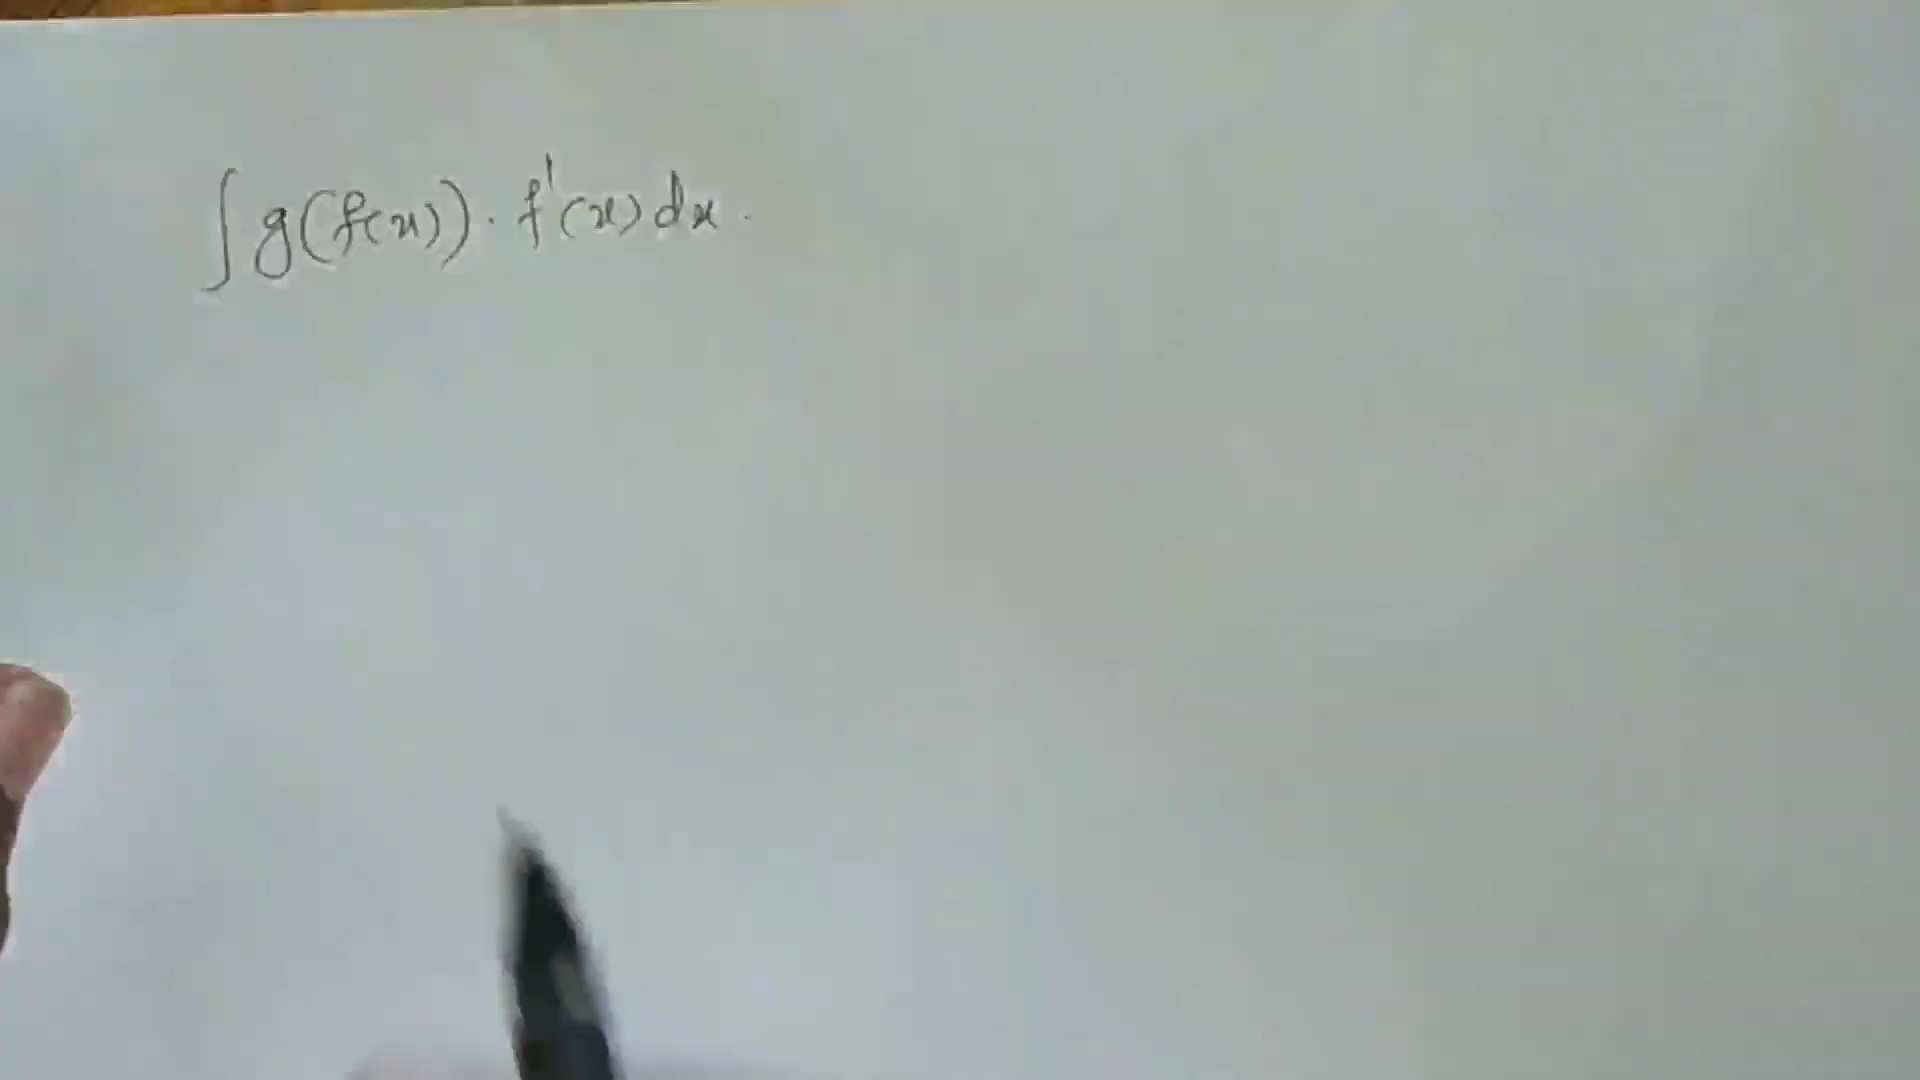 ∫ g(f(x)) · f'(x) dx .